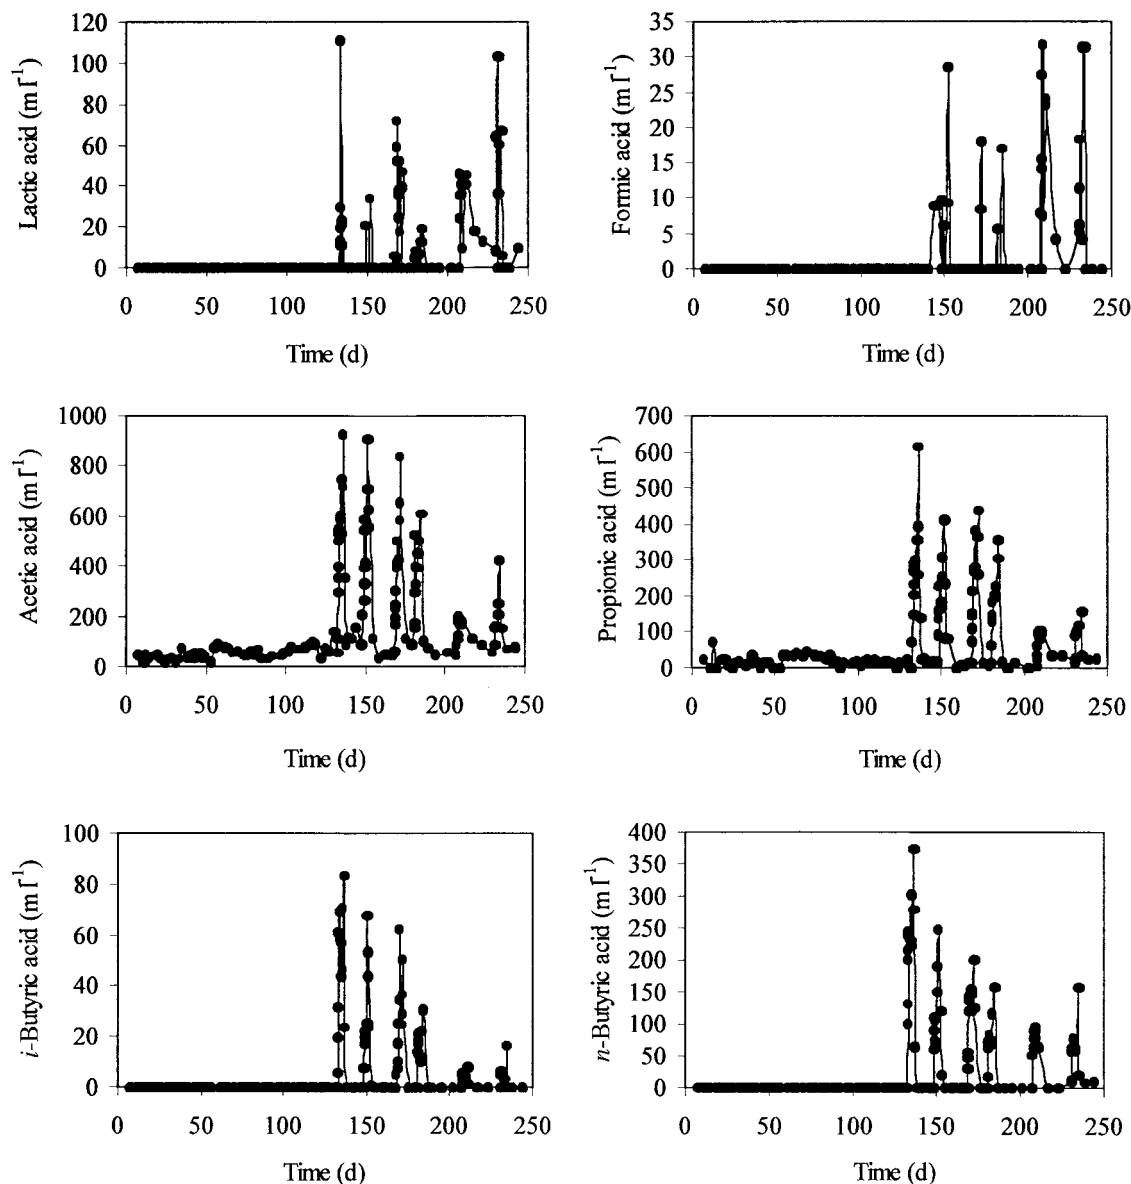 Lactic acid (m l⁻¹)
120
100
80
60
40
20
0
0 50 100 150 200 250
Time (d)
Formic acid (m l⁻¹)
35
30
25
20
15
10
5
0
0 50 100 150 200 250
Time (d)
Acetic acid (m l⁻¹)
1000
800
600
400
200
0
0 50 100 150 200 250
Time (d)
Propionic acid (m l⁻¹)
700
600
500
400
300
200
100
0
0 50 100 150 200 250
Time (d)
i-Butyric acid (m l⁻¹)
100
80
60
40
20
0
0 50 100 150 200 250
Time (d)
n-Butyric acid (m l⁻¹)
400
350
300
250
200
150
100
50
0
0 50 100 150 200 250
Time (d)